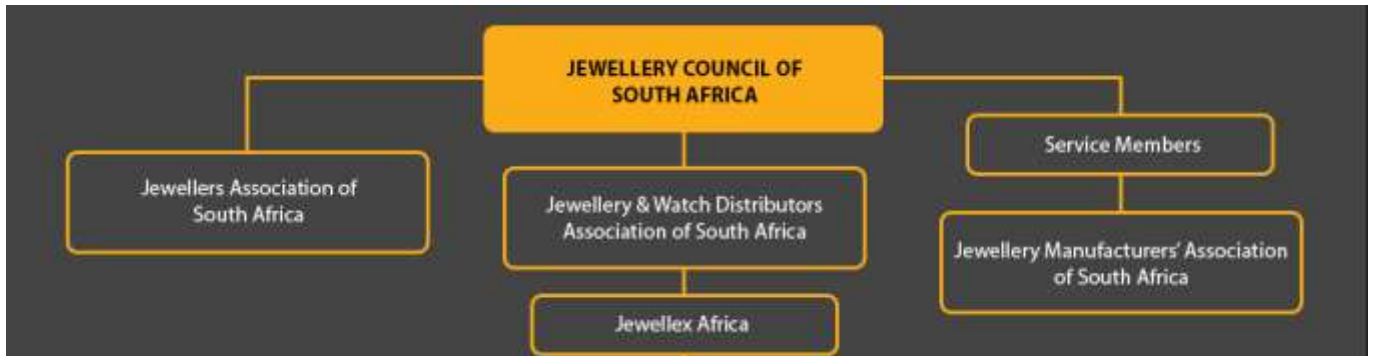 JEWELLERY COUNCIL OF
SOUTH AFRICA
Jewellers Association of
South Africa
Jewellery & Watch Distributors
Association of South Africa
Jewellex Africa
Service Members
Jewellery Manufacturers’ Association
of South Africa